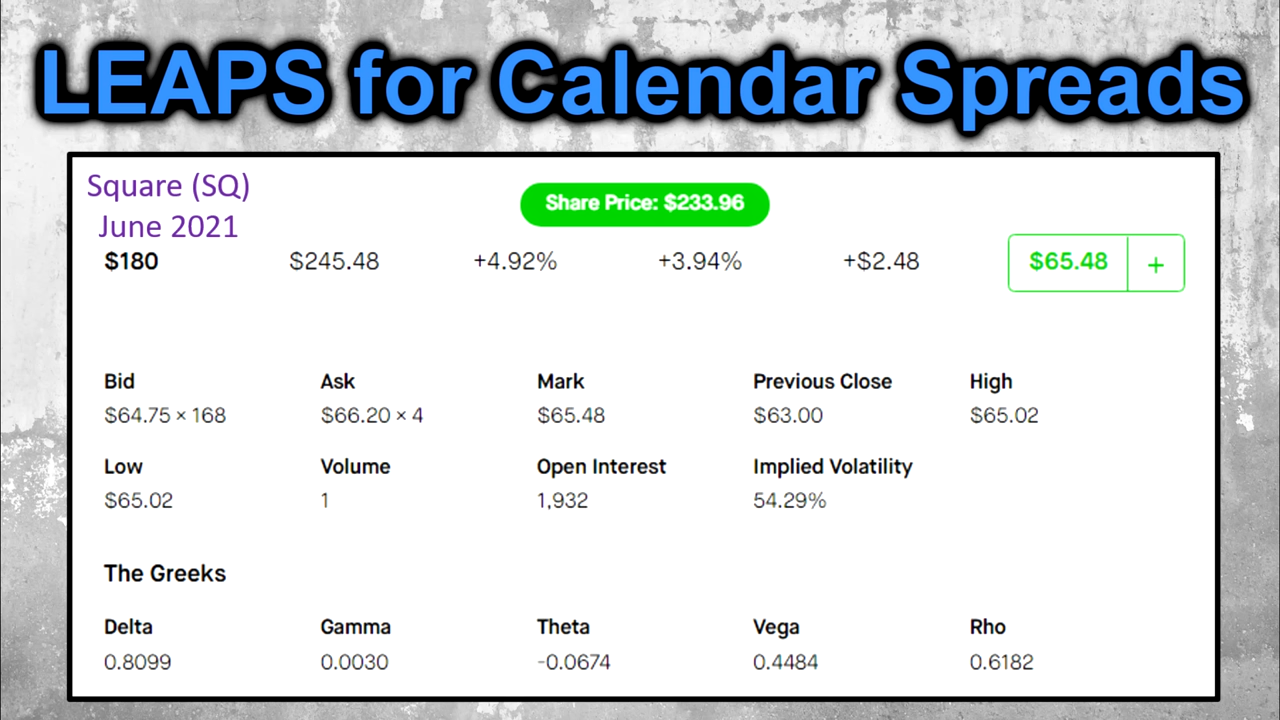 LEAPS for Calendar Spreads
Square (SQ)
June 2021
Share Price: $233.96
$180 $245.48 +4.92% +3.94% +$2.48 $65.48 +
Bid Ask Mark Previous Close High
$64.75 × 168 $66.20 × 4 $65.48 $63.00 $65.02
Low Volume Open Interest Implied Volatility
$65.02 1 1,932 54.29%
The Greeks
Delta Gamma Theta Vega Rho
0.8099 0.0030 -0.0674 0.4484 0.6182